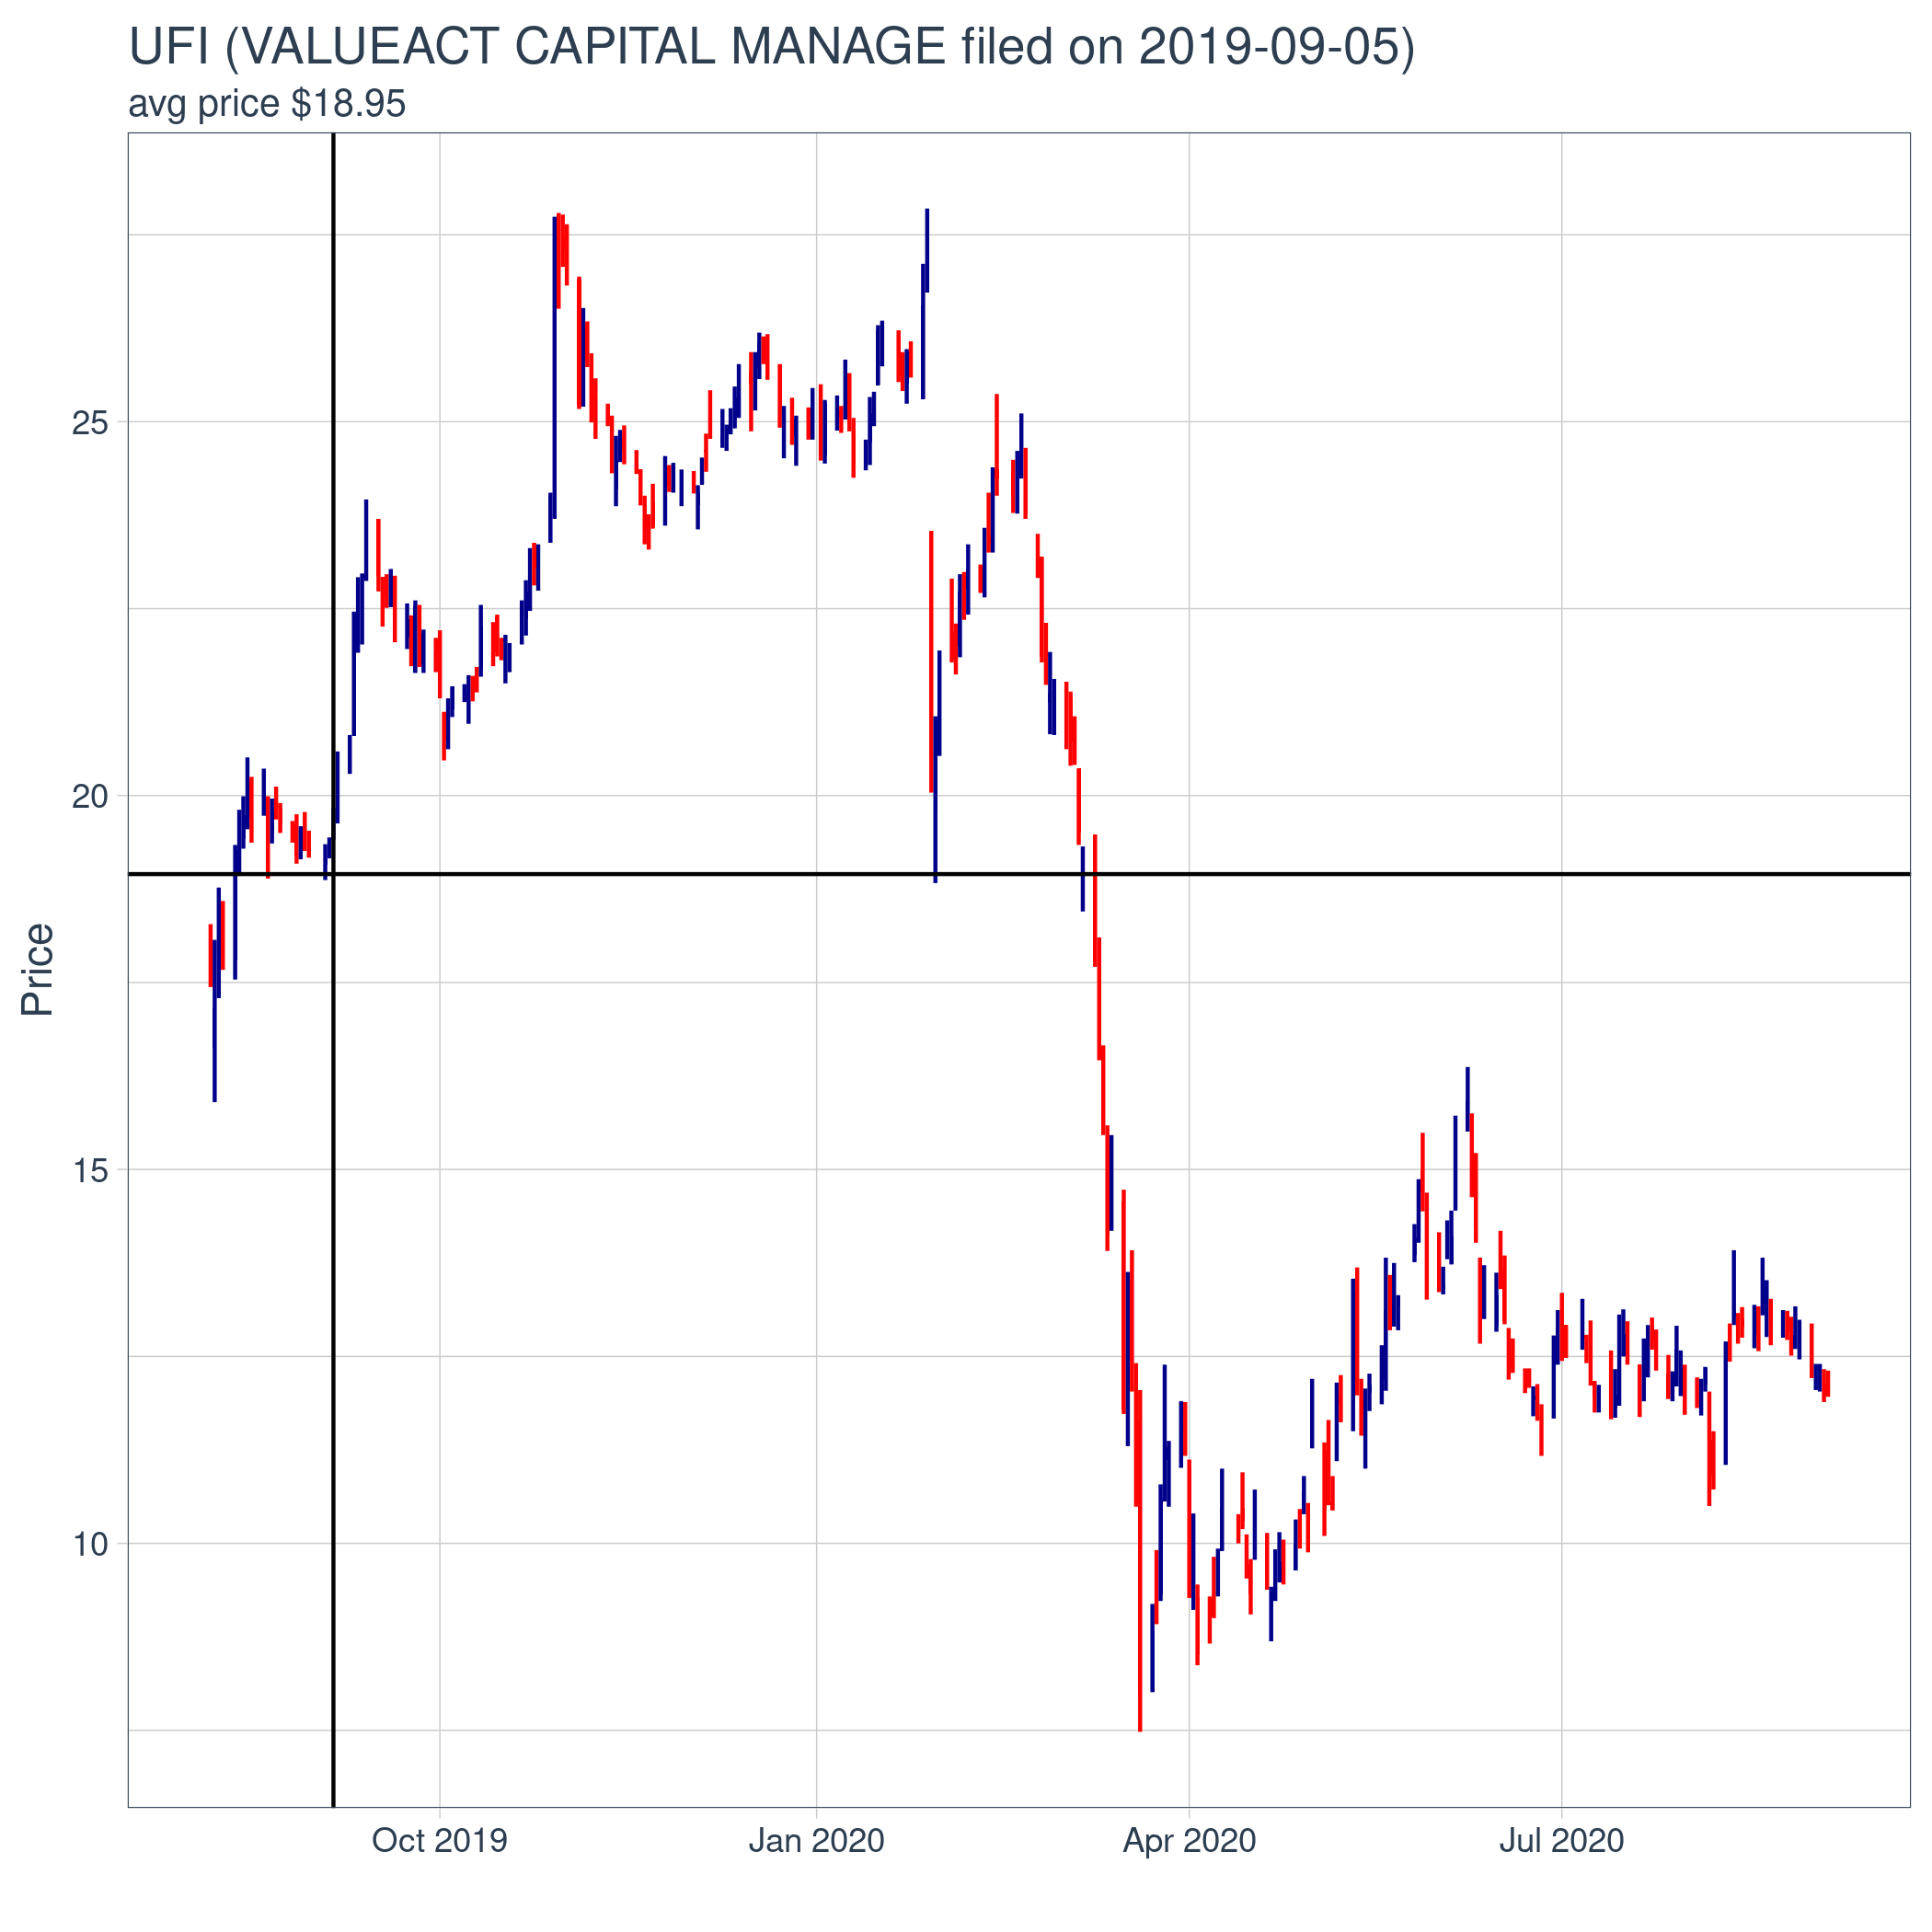 UFI (VALUEACT CAPITAL MANAGE filed on 2019-09-05)
avg price $18.95
Price
25
20
15
10
Oct 2019
Jan 2020
Apr 2020
Jul 2020